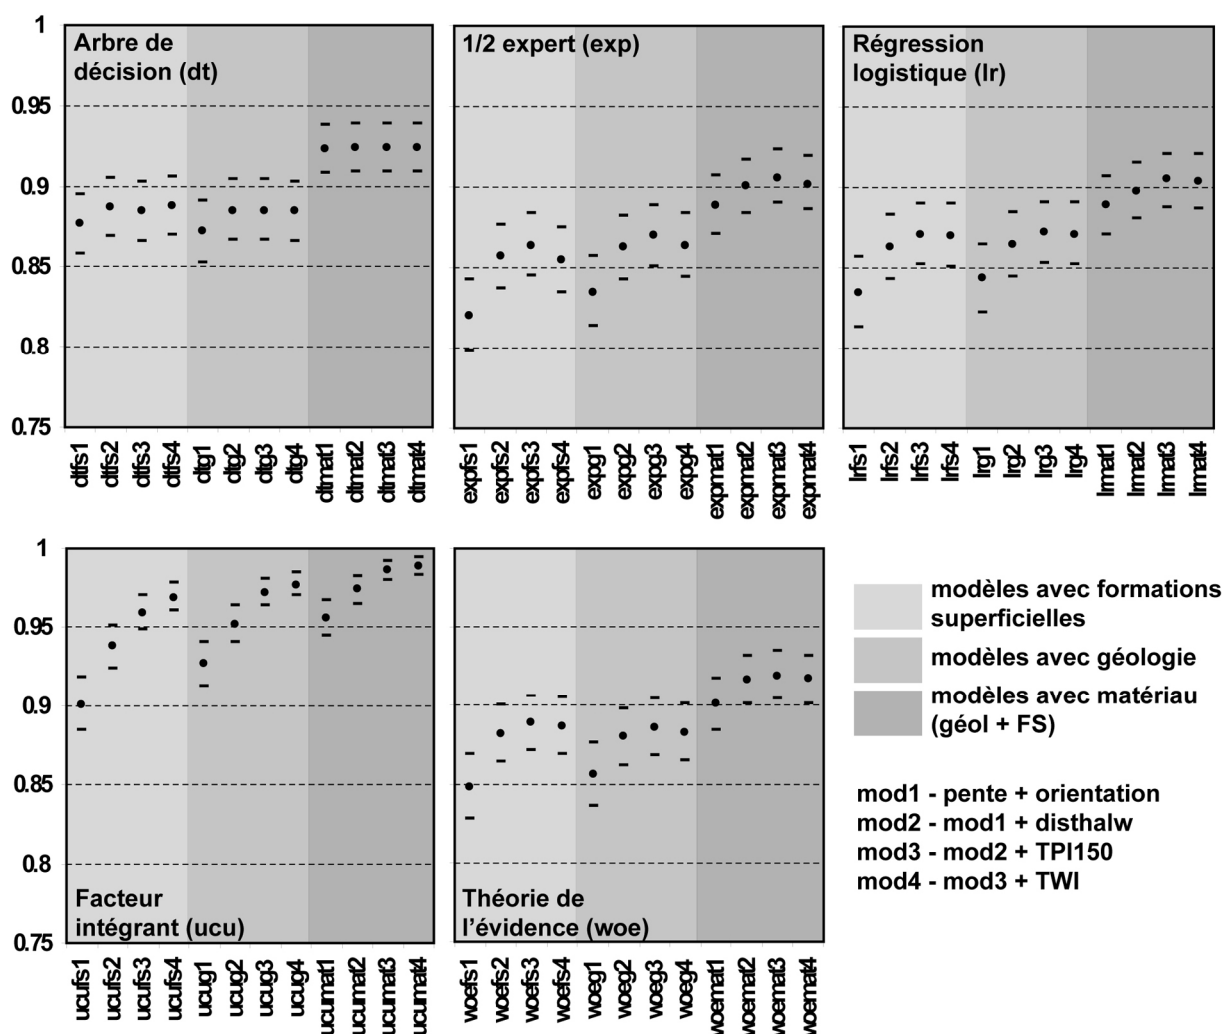 1
0.95
0.9
0.85
0.8
0.75
Arbre de
décision (dt)
dtfs1
dtfs2
dtfs3
dtfs4
dtg1
dtg2
dtg3
dtg4
dtmat1
dtmat2
dtmat3
dtmat4
1/2 expert (exp)
expfs1
expfs2
expfs3
expfs4
expg1
expg2
expg3
expg4
expmat1
expmat2
expmat3
expmat4
Régression
logistique (lr)
lrfs1
lrfs2
lrfs3
lrfs4
lrg1
lrg2
lrg3
lrg4
lrmat1
lrmat2
lrmat3
lrmat4
1
0.95
0.9
0.85
0.8
0.75
Facteur
intégrant (ucu)
ucufs1
ucufs2
ucufs3
ucufs4
ucug1
ucug2
ucug3
ucug4
ucumat1
ucumat2
ucumat3
ucumat4
Théorie de
l'évidence (woe)
woefs1
woefs2
woefs3
woefs4
woeg1
woeg2
woeg3
woeg4
woemat1
woemat2
woemat3
woemat4
modèles avec formations
superficielles
modèles avec géologie
modèles avec matériau
(géol + FS)
mod1 - pente + orientation
mod2 - mod1 + disthalw
mod3 - mod2 + TPI150
mod4 - mod3 + TWI